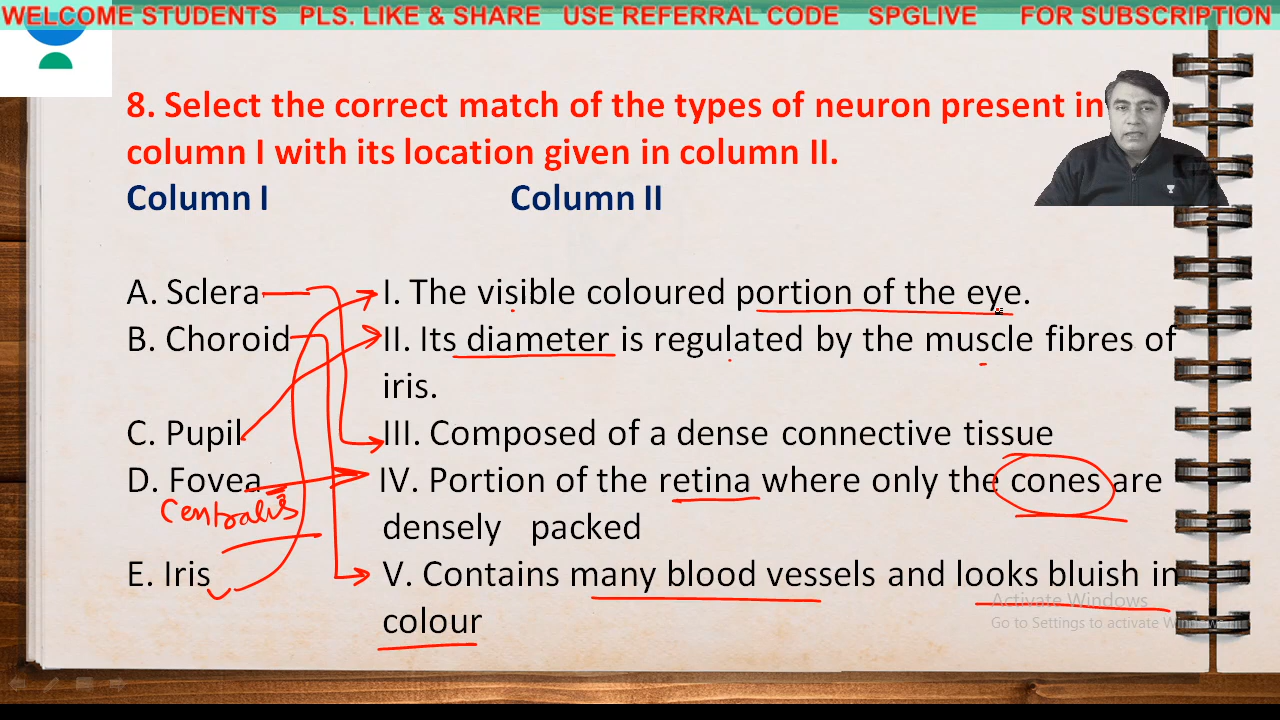 WELCOME STUDENTS PLS. LIKE & SHARE USE REFERRAL CODE SPGLIVE FOR SUBSCRIPTION
8. Select the correct match of the types of neuron present in
column I with its location given in column II.
Column I Column II
A. Sclera I. The visible coloured portion of the eye.
B. Choroid II. Its diameter is regulated by the muscle fibres of
iris.
C. Pupil III. Composed of a dense connective tissue
D. Fovea IV. Portion of the retina where only the cones are
Centralis densely packed
E. Iris V. Contains many blood vessels and looks bluish in
colour
Activate Windows
Go to Settings to activate